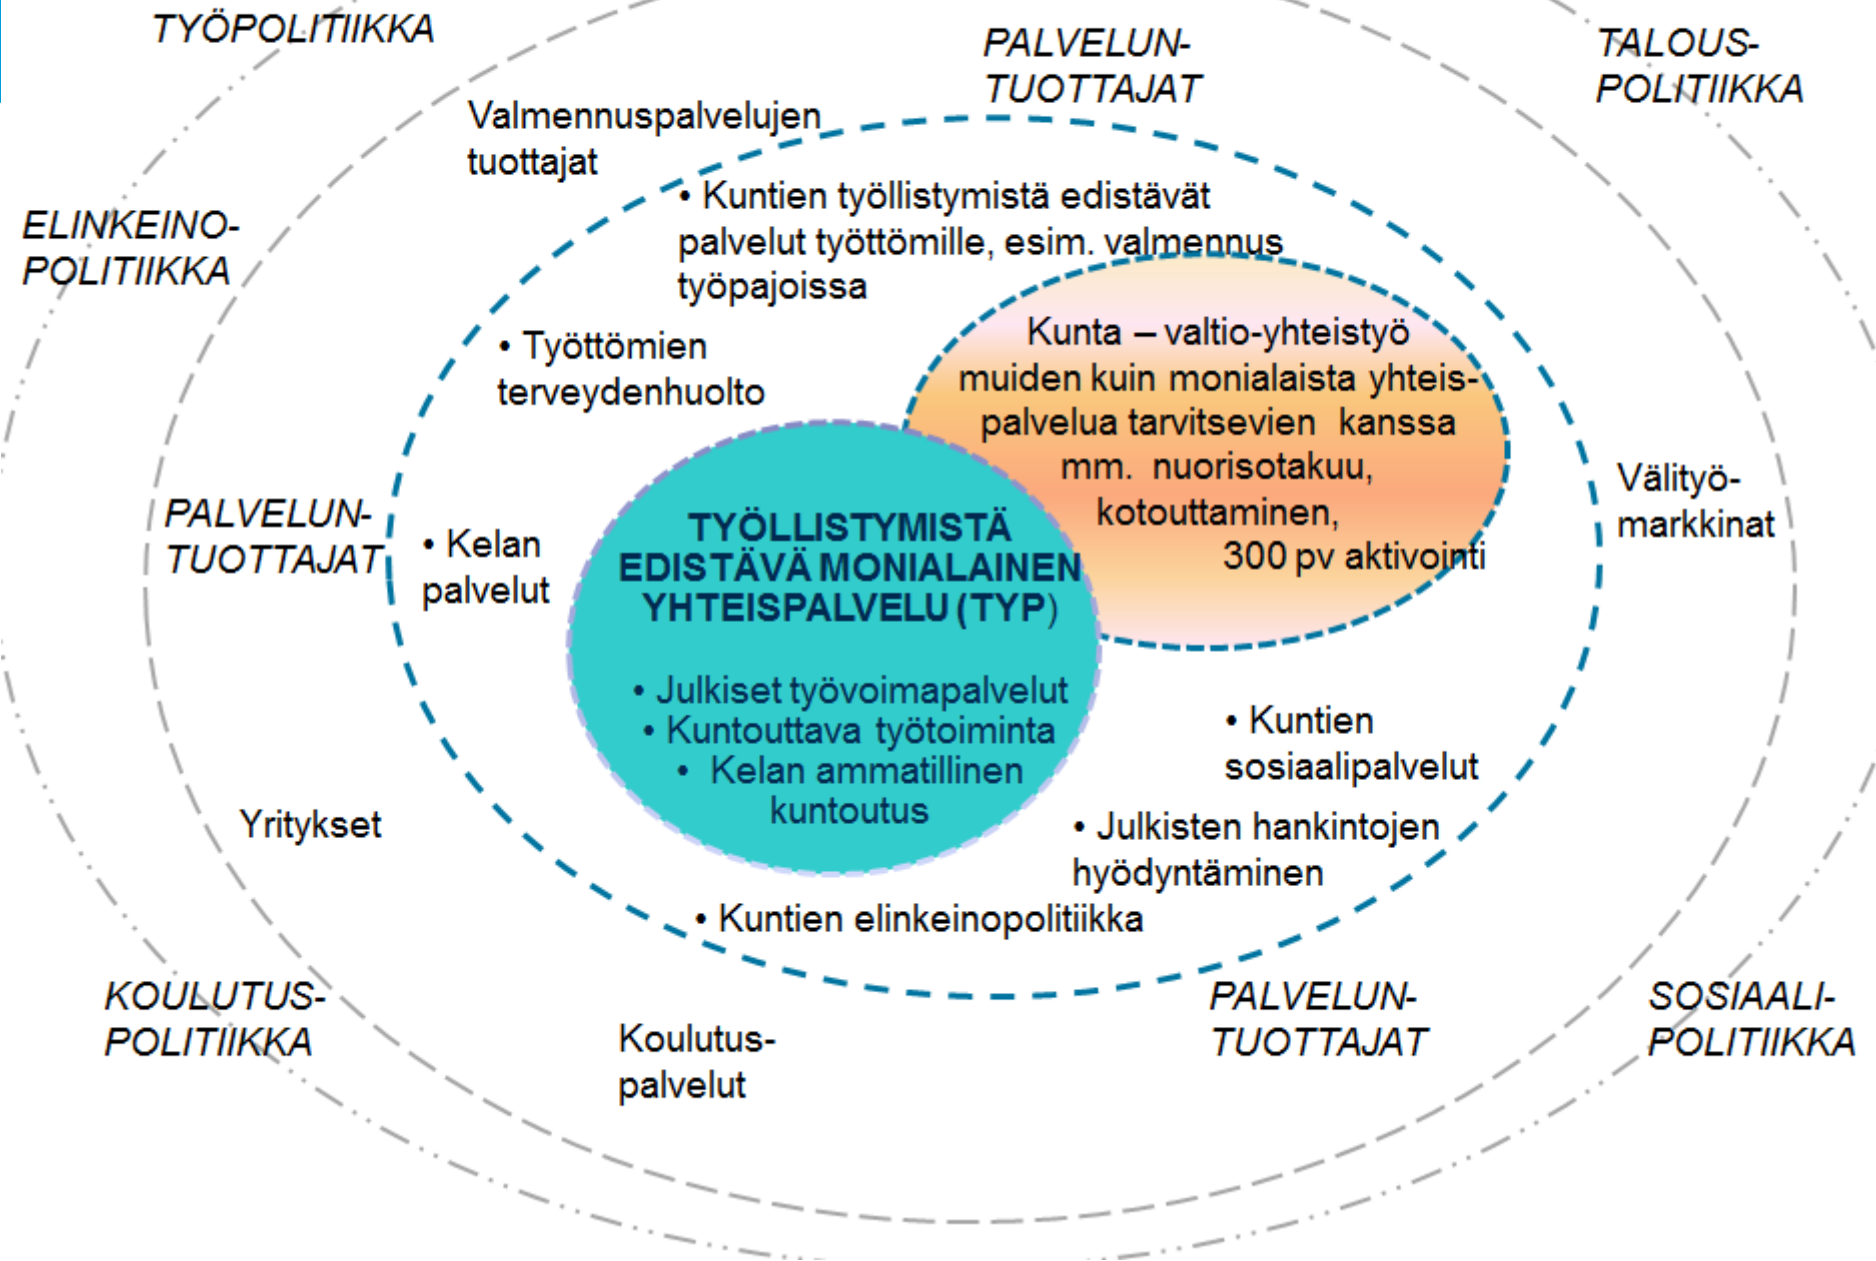 TYÖPOLITIIKKA
PALVELUN-
TUOTTAJAT
TALOUS-
POLITIIKKA
Valmennuspalvelujen
tuottajat
• Kuntien työllistymistä edistävät
palvelut työttömille, esim. valmennus
työpajoissa
ELINKEINO-
POLITIIKKA
• Työttömien
terveydenhuolto
Kunta – valtio-yhteistyö
muiden kuin monialaista yhteis-
palvelua tarvitsevien kanssa
mm. nuorisotakuu,
kotouttaminen,
300 pv aktivointi
Välityö-
markkinat
PALVELUN-
TUOTTAJAT
• Kelan
palvelut
TYÖLLISTYMISTÄ
EDISTÄVÄ MONIALAINEN
YHTEISPALVELU (TYP)
• Julkiset työvoimapalvelut
• Kuntouttava työtoiminta
• Kelan ammatillinen
kuntoutus
• Kuntien
sosiaalipalvelut
Yritykset
• Julkisten hankintojen
hyödyntäminen
• Kuntien elinkeinopolitiikka
KOULUTUS-
POLITIIKKA
Koulutus-
palvelut
PALVELUN-
TUOTTAJAT
SOSIAALI-
POLITIIKKA